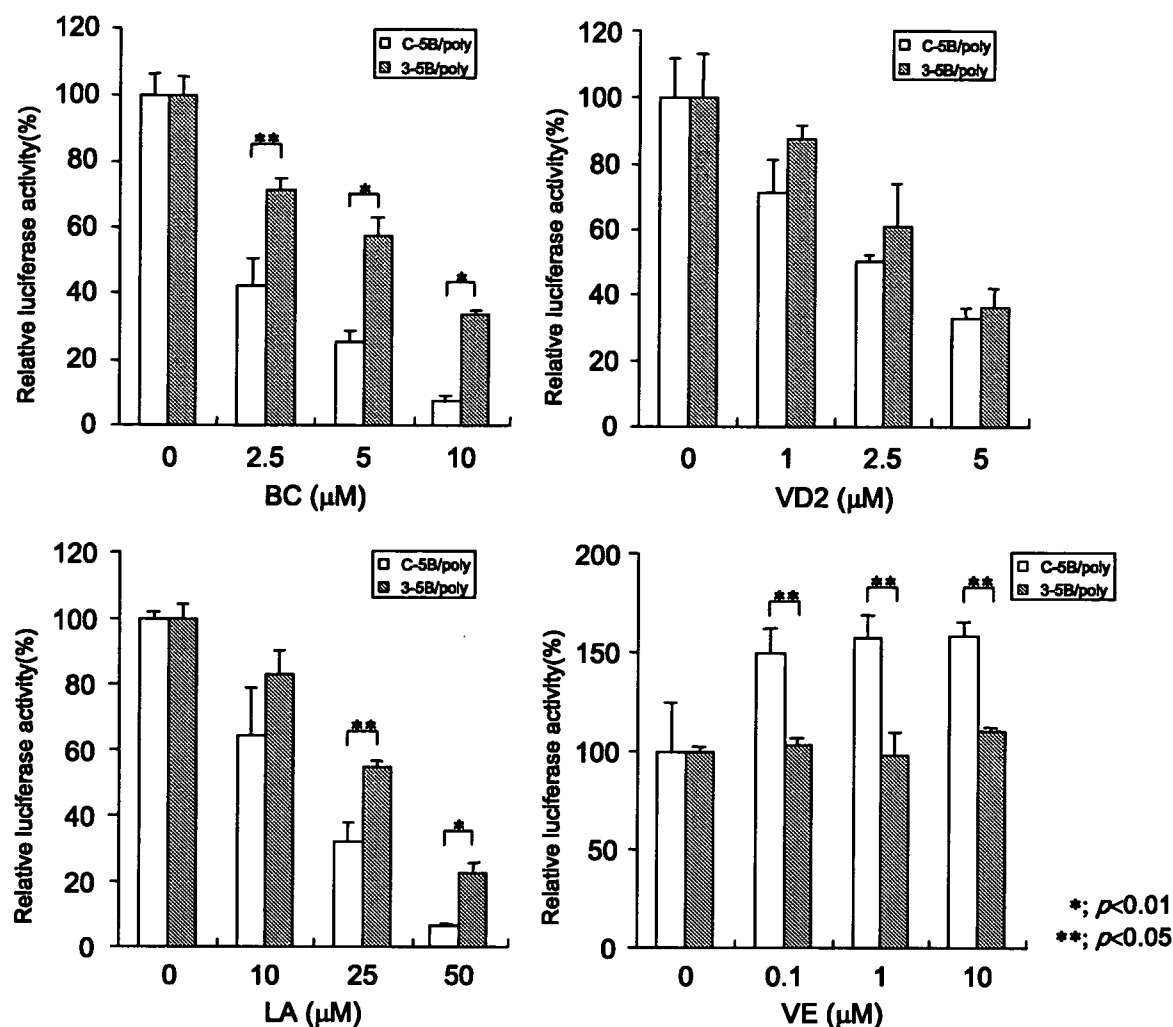 Relative luciferase activity(%)
120
100
80
60
40
20
0
C-5B/poly
3-5B/poly
**
*
*
0 2.5 5 10
BC (μM)
Relative luciferase activity(%)
120
100
80
60
40
20
0
C-5B/poly
3-5B/poly
0 1 2.5 5
VD2 (μM)
Relative luciferase activity(%)
120
100
80
60
40
20
0
C-5B/poly
3-5B/poly
**
*
0 10 25 50
LA (μM)
Relative luciferase activity(%)
200
150
100
50
0
C-5B/poly
3-5B/poly
** ** **
0 0.1 1 10
VE (μM)
*; p<0.01
**; p<0.05